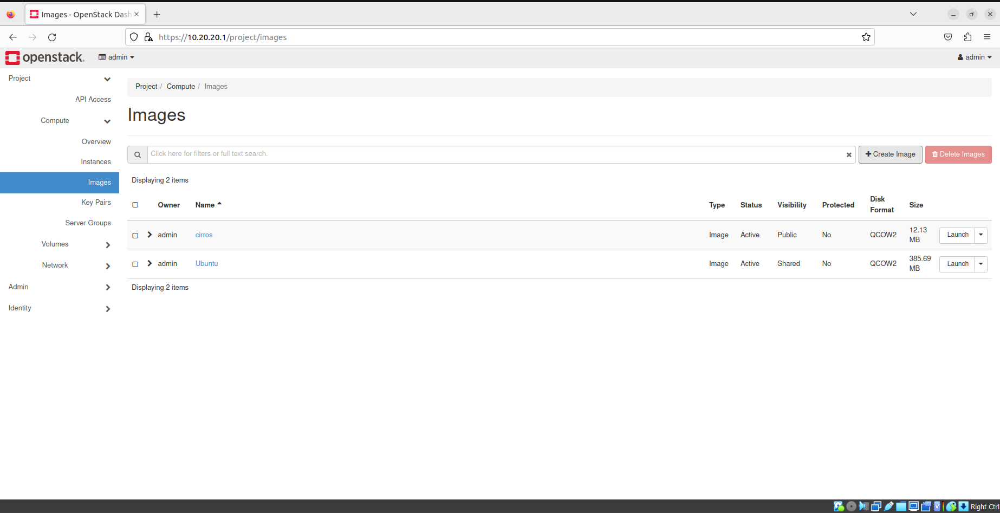 Images - OpenStack Dash
https://10.20.20.1/project/images
openstack. admin admin
Project
API Access
Compute
Overview
Instances
Images
Key Pairs
Server Groups
Volumes
Network
Admin
Identity
Project / Compute / Images
Images
Click here for filters or full text search.
Create Image
Delete Images
Displaying 2 items
Owner Name Type Status Visibility Protected Disk Format Size
admin cirros Image Active Public No QCOW2 12.13 MB Launch
admin Ubuntu Image Active Shared No QCOW2 385.69 MB Launch
Displaying 2 items
Right Ctrl